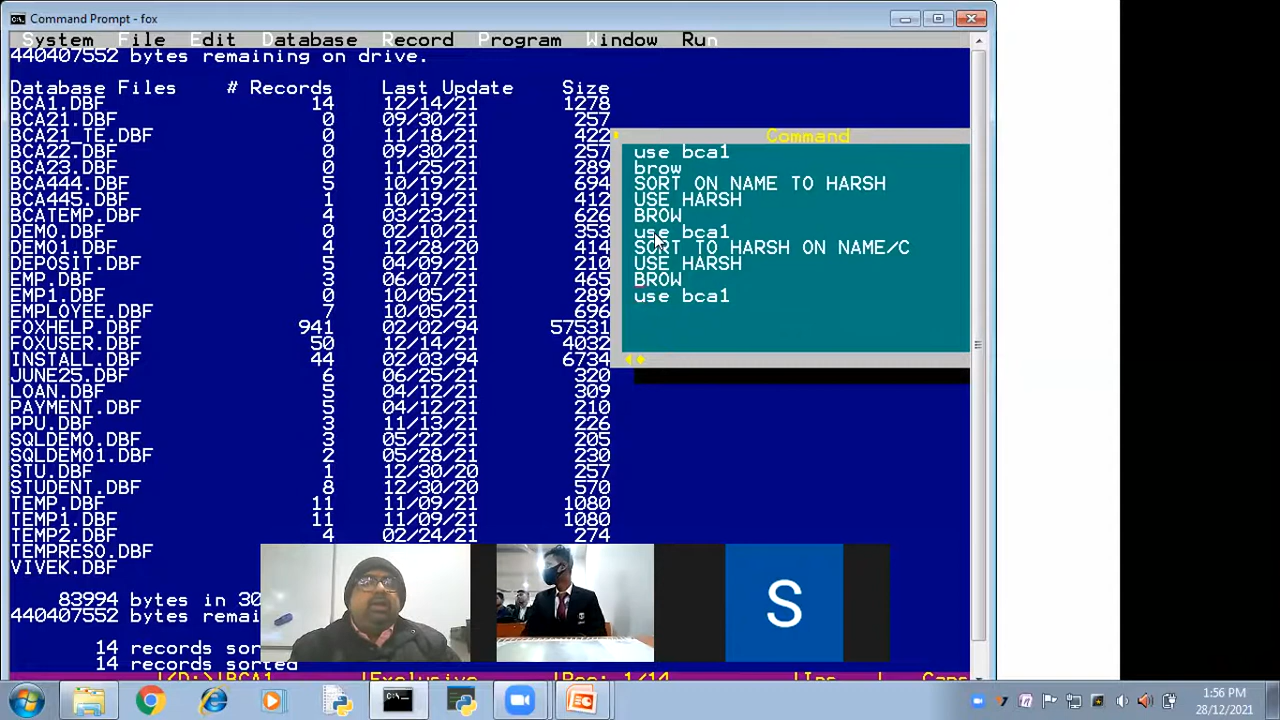 Command Prompt - fox
System File Edit Database Record Program Window Run
440407552 bytes remaining on drive.
Database Files # Records Last Update Size
BCA1.DBF 14 12/14/21 1278
BCA21.DBF 0 09/30/21 257
BCA21_TE.DBF 0 11/18/21 422
BCA22.DBF 0 09/30/21 257
BCA23.DBF 0 11/25/21 289
BCA444.DBF 5 10/19/21 694
BCA445.DBF 1 10/19/21 412
BCATEMP.DBF 4 03/23/21 626
DEMO.DBF 0 02/10/21 353
DEMO1.DBF 4 12/28/20 414
DEPOSIT.DBF 5 04/09/21 210
EMP.DBF 3 06/07/21 465
EMP1.DBF 0 10/05/21 289
EMPLOYEE.DBF 7 10/05/21 696
FOXHELP.DBF 941 02/02/94 57531
FOXUSER.DBF 50 12/14/21 4032
INSTALL.DBF 44 02/03/94 6734
JUNE25.DBF 6 06/25/21 320
LOAN.DBF 5 04/12/21 309
PAYMENT.DBF 5 04/12/21 210
PPU.DBF 3 11/13/21 226
SQLDEMO.DBF 3 05/22/21 205
SQLDEMO1.DBF 2 05/28/21 230
STU.DBF 1 12/30/20 257
STUDENT.DBF 8 12/30/20 570
TEMP.DBF 11 11/09/21 1080
TEMP1.DBF 11 11/09/21 1080
TEMP2.DBF 4 02/24/21 274
TEMPRESO.DBF
VIVEK.DBF
83994 bytes in 30
440407552 bytes remai
14 records so
14 records sorted
Command
use bca1
brow
SORT ON NAME TO HARSH
USE HARSH
BROW
use bca1
SORT TO HARSH ON NAME/C
USE HARSH
BROW
use bca1
S
Exclusive Rec: 1/14 Ins Caps
1:56 PM
28/12/2021